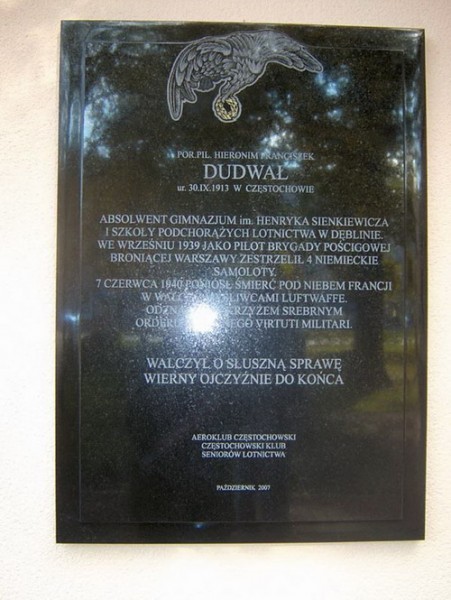 POR.PIL. HIERONIM FRANCISZEK
DUDWAŁ
ur. 30.IX.1913 W CZĘSTOCHOWIE
ABSOLWENT GIMNAZJUM im. HENRYKA SIENKIEWICZA
I SZKOŁY PODCHORĄŻYCH LOTNICTWA W DĘBLINIE.
WE WRZEŚNIU 1939 JAKO PILOT BRYGADY POŚCIGOWEJ
BRONIĄCEJ WARSZAWY ZESTRZELIŁ 4 NIEMIECKIE
SAMOLOTY.
7 CZERWCA 1940 PONIÓSŁ ŚMIERĆ POD NIEBEM FRANCJI
W WALCE MYŚLIWCAMI LUFTWAFFE.
KRZYŻEM SREBRNYM
ORDERU VIRTUTI MILITARI.
WALCZYŁ O SŁUSZNĄ SPRAWĘ
WIERNY OJCZYŹNIE DO KOŃCA
AEROKLUB CZĘSTOCHOWSKI
CZĘSTOCHOWSKI KLUB
SENIORÓW LOTNICTWA
PAŹDZIERNIK 2007